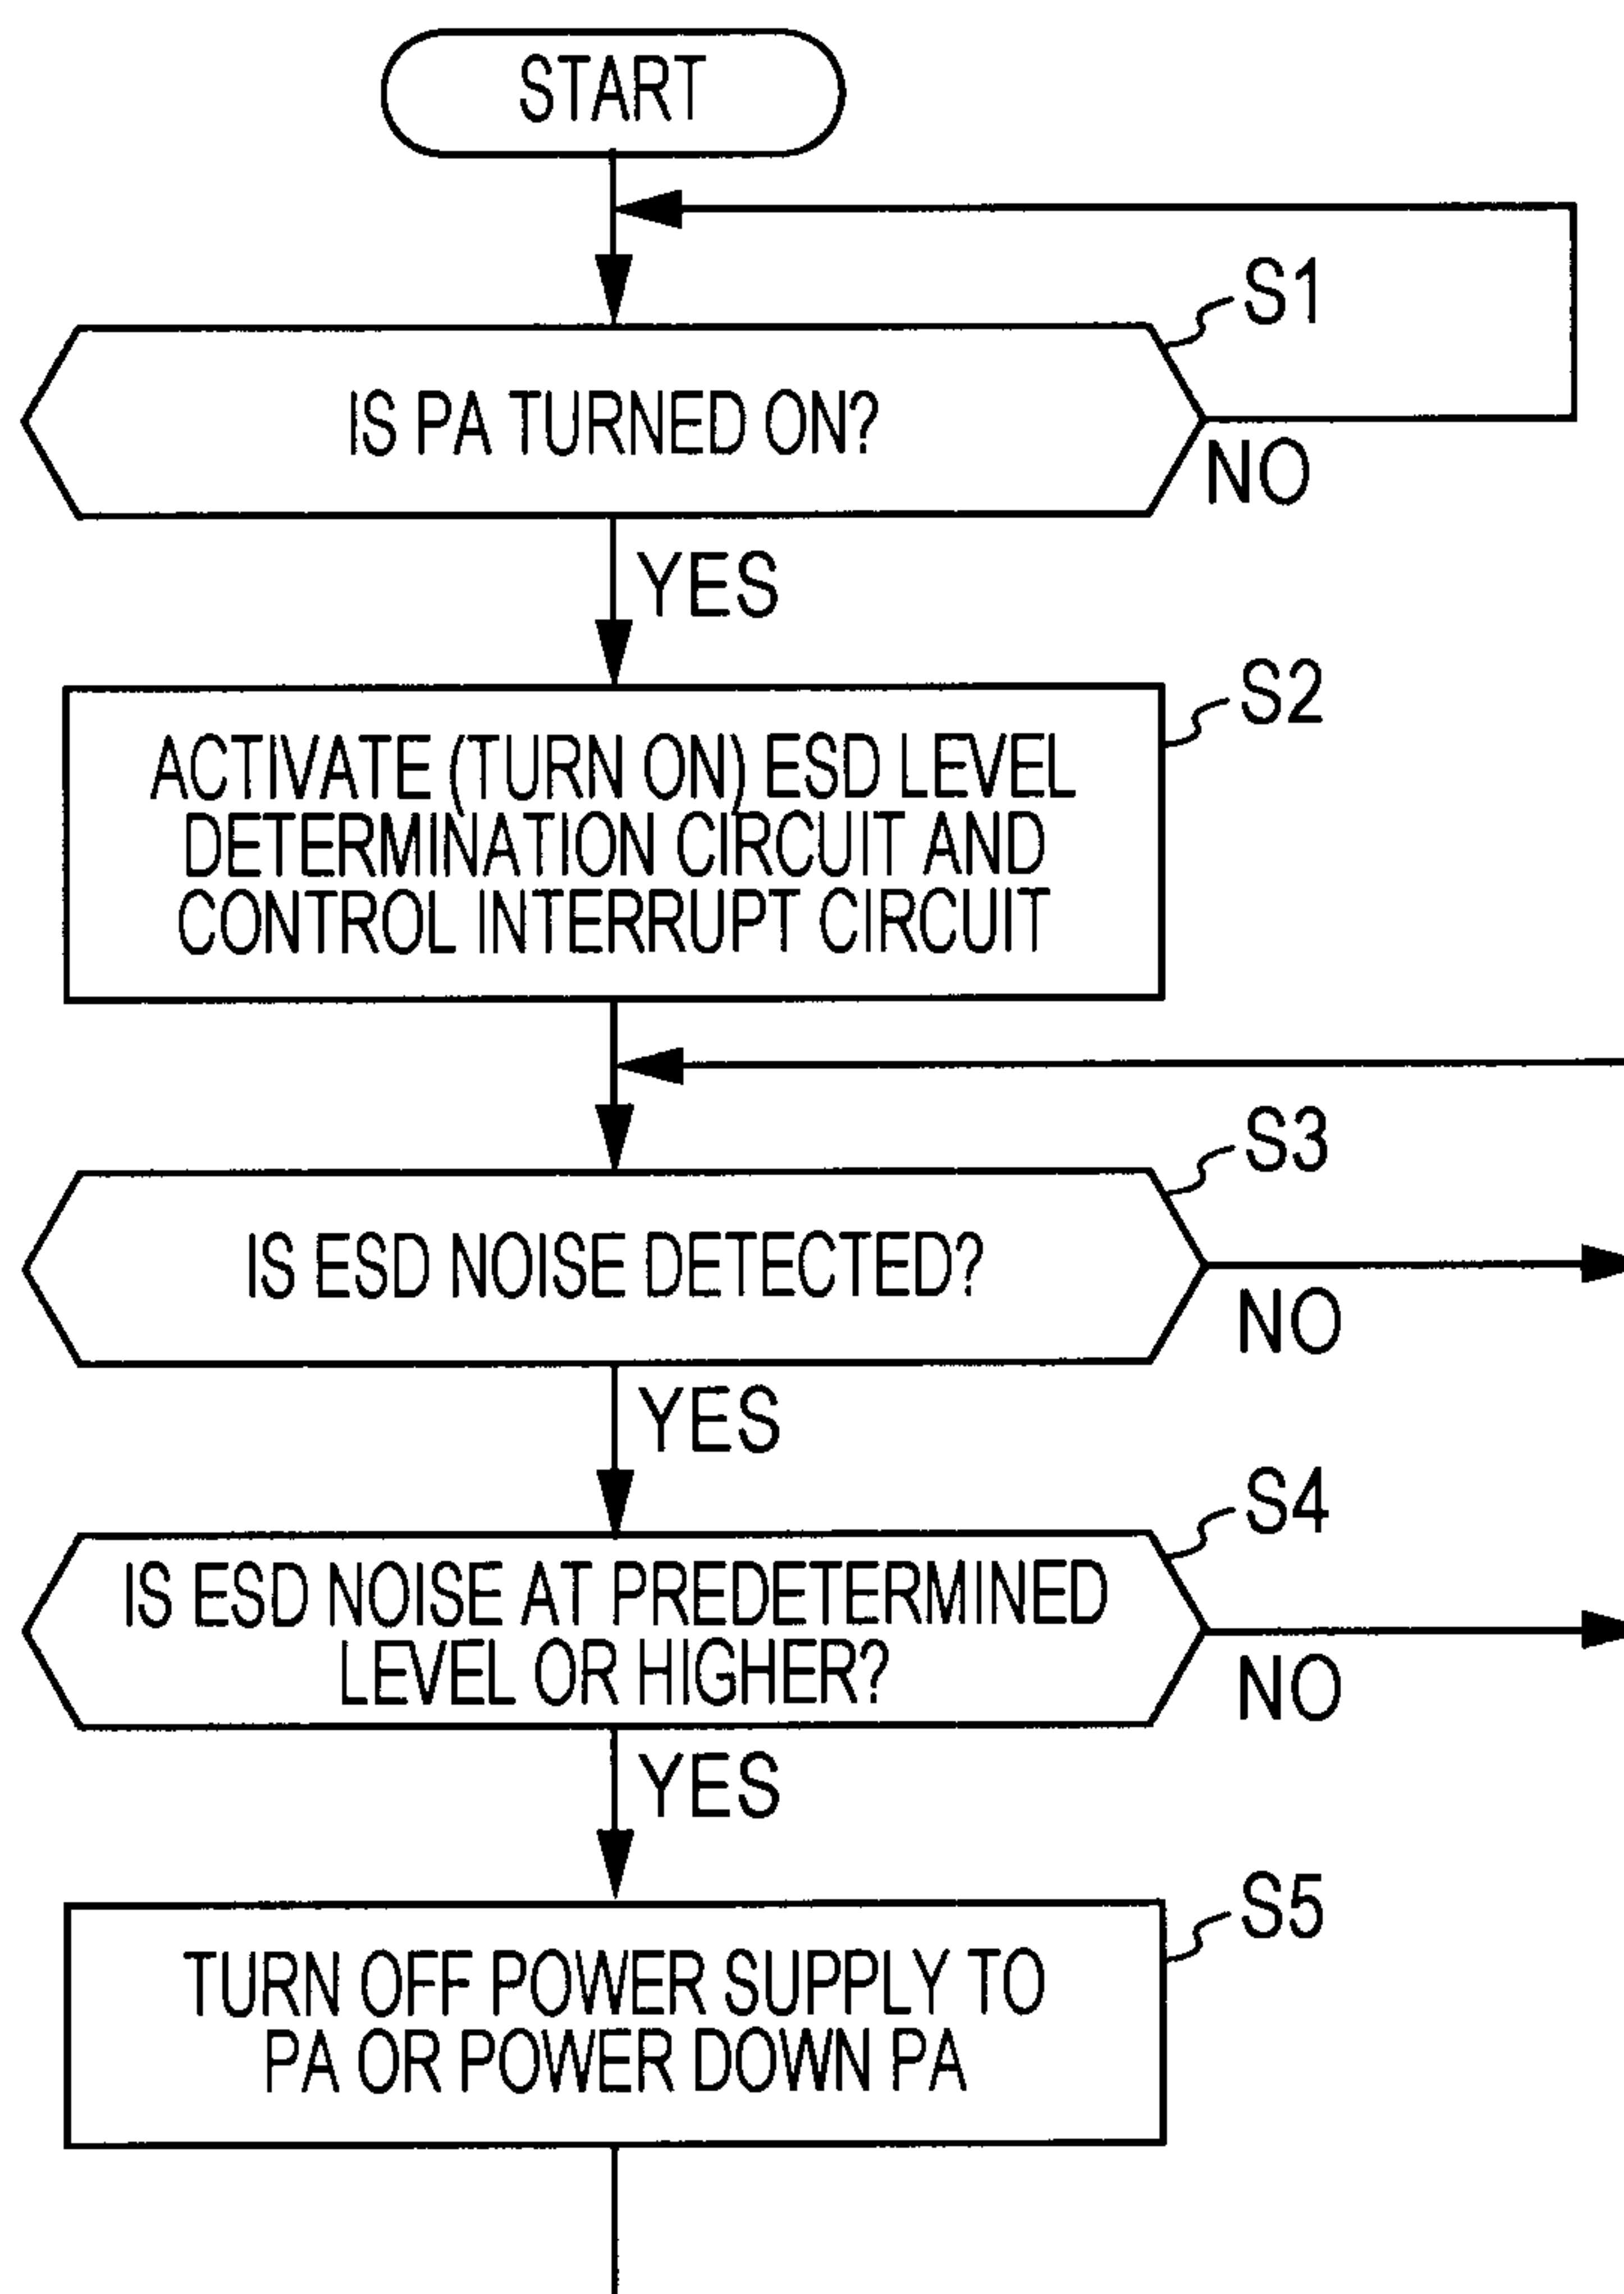 START
S1
IS PA TURNED ON?
NO
YES
S2
ACTIVATE (TURN ON) ESD LEVEL
DETERMINATION CIRCUIT AND
CONTROL INTERRUPT CIRCUIT
S3
IS ESD NOISE DETECTED?
NO
YES
S4
IS ESD NOISE AT PREDETERMINED
LEVEL OR HIGHER?
NO
YES
S5
TURN OFF POWER SUPPLY TO
PA OR POWER DOWN PA